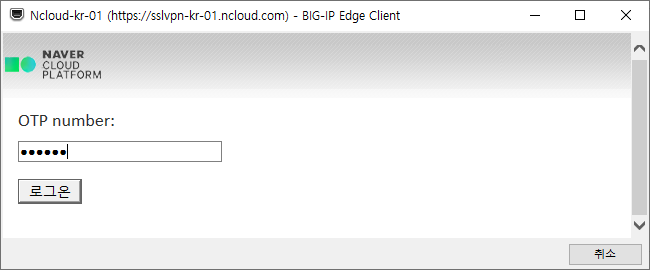 Ncloud-kr-01 (https://sslvpn-kr-01.ncloud.com) - BIG-IP Edge Client
NAVER
CLOUD
PLATFORM
OTP number:
●●●●●●
로그온
취소